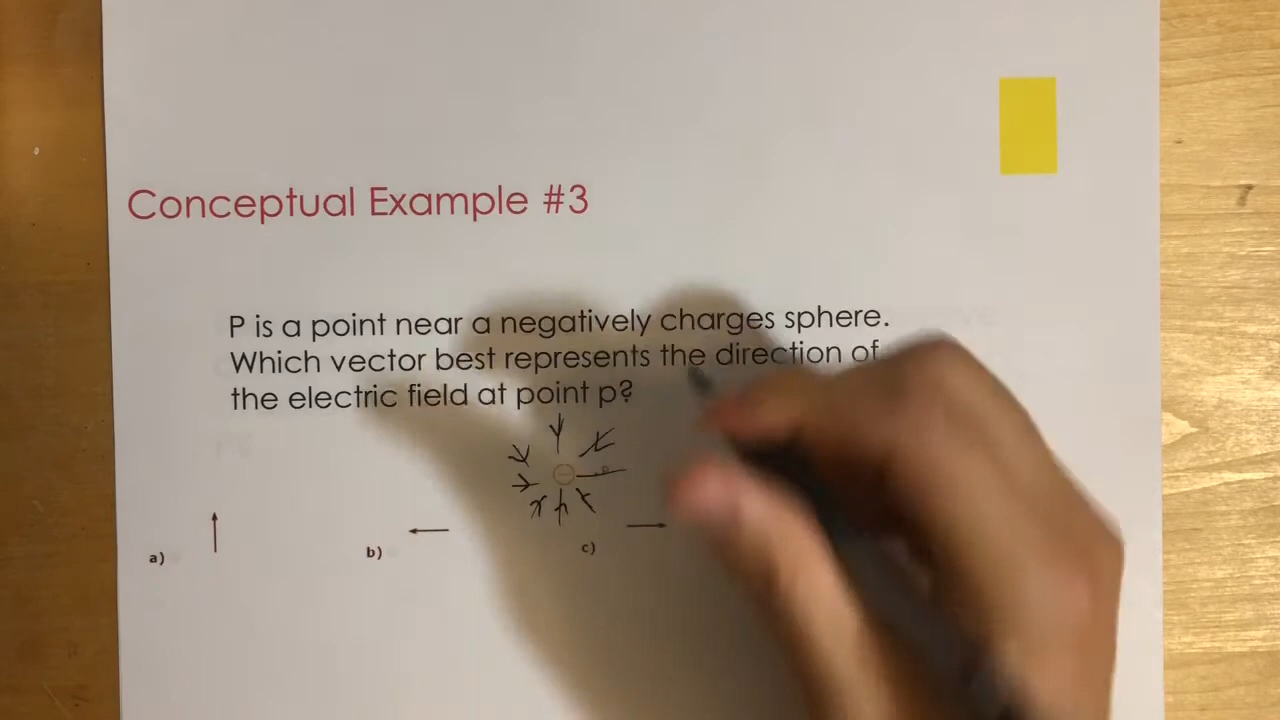 Conceptual Example #3
P is a point near a negatively charges sphere.
Which vector best represents the direction of
the electric field at point p?
P
a)
b)
c)